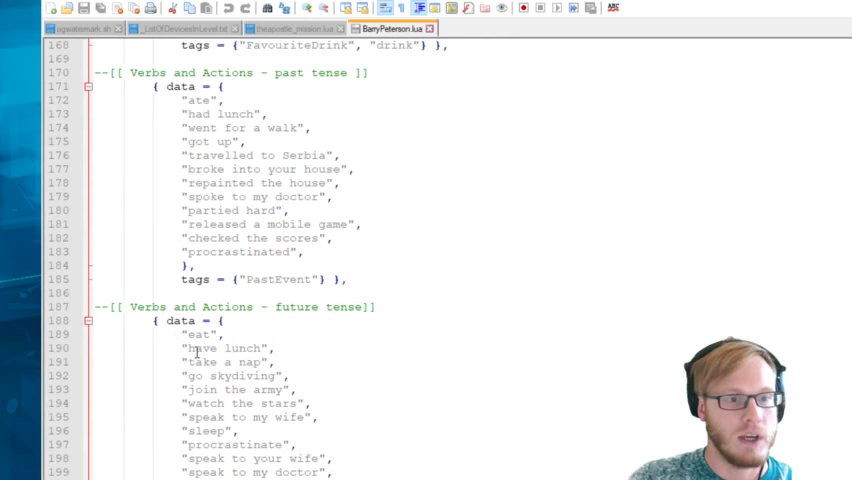 ogwatermark.sh
_ListOfDevicesInLevel.txt
theapostle_mission.lua
BarryPeterson.lua
ABC
168 tags = {"FavouriteDrink", "drink"} },
169
170 --[[ Verbs and Actions - past tense ]]
171 { data = {
172 "ate",
173 "had lunch",
174 "went for a walk",
175 "got up",
176 "travelled to Serbia",
177 "broke into your house",
178 "repainted the house",
179 "spoke to my doctor",
180 "partied hard",
181 "released a mobile game",
182 "checked the scores",
183 "procrastinated",
184 },
185 tags = {"PastEvent"} },
186
187 --[[ Verbs and Actions - future tense]]
188 { data = {
189 "eat",
190 "have lunch",
191 "take a nap",
192 "go skydiving",
193 "join the army",
194 "watch the stars",
195 "speak to my wife",
196 "sleep",
197 "procrastinate",
198 "speak to your wife",
199 "speak to my doctor",